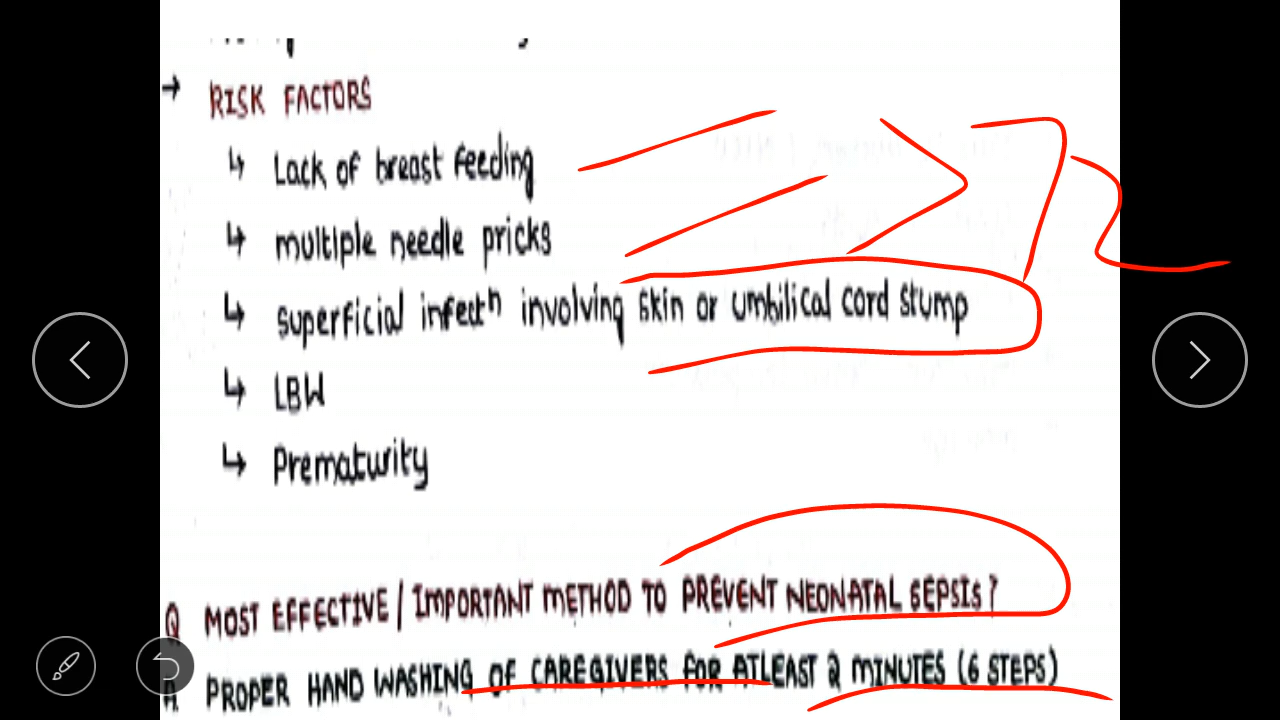 → RISK FACTORS
↳ Lack of breast feeding
↳ multiple needle pricks
↳ superficial infectⁿ involving skin or umbilical cord stump
↳ LBW
↳ Prematurity
Q MOST EFFECTIVE / IMPORTANT METHOD TO PREVENT NEONATAL SEPSIS?
A PROPER HAND WASHING OF CAREGIVERS FOR ATLEAST 2 MINUTES (6 STEPS)